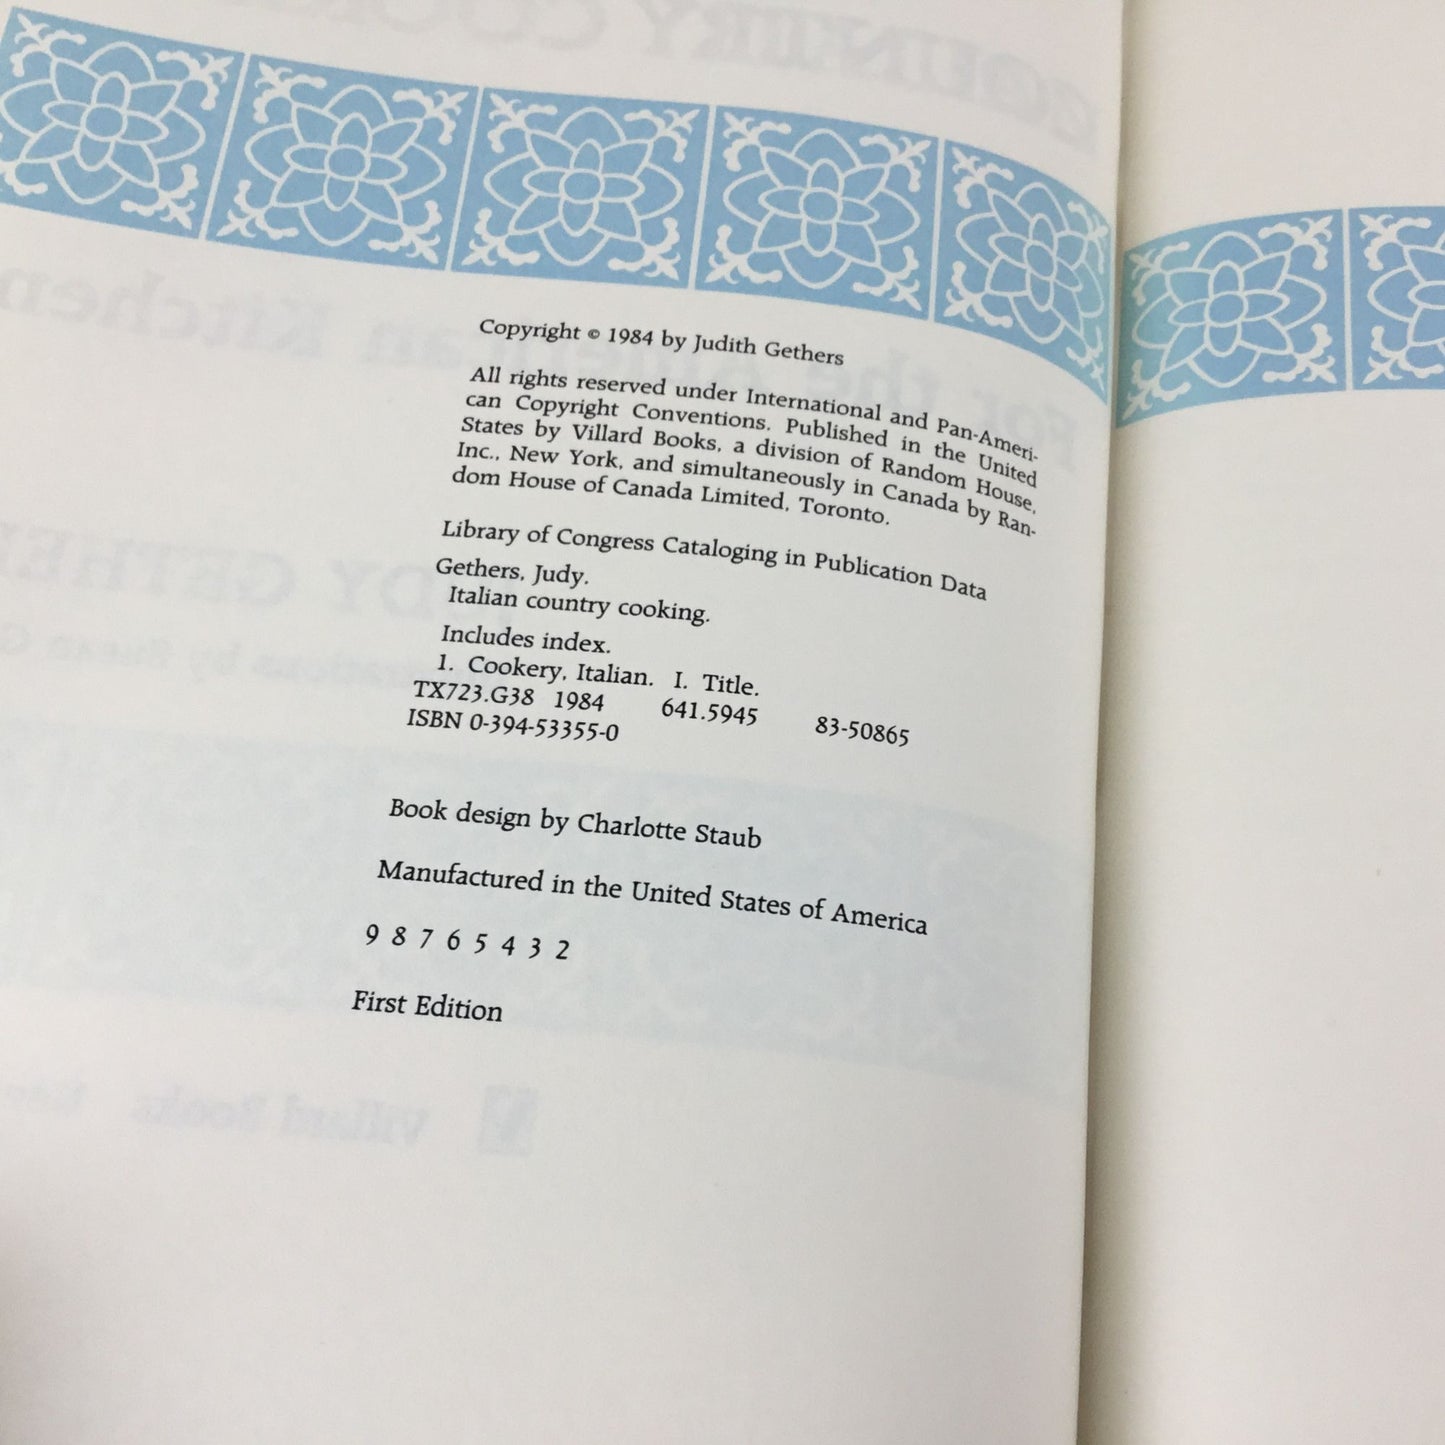 Copyright © 1984 by Judith Gethers
All rights reserved under International and Pan-Ameri-
can Copyright Conventions. Published in the United
States by Villard Books, a division of Random House,
Inc., New York, and simultaneously in Canada by Ran-
dom House of Canada Limited, Toronto.
Library of Congress Cataloging in Publication Data
Gethers, Judy.
Italian country cooking.
Includes index.
1. Cookery, Italian. I. Title.
TX723.G38 1984 641.5945 83-50865
ISBN 0-394-53355-0
Book design by Charlotte Staub
Manufactured in the United States of America
9 8 7 6 5 4 3 2
First Edition